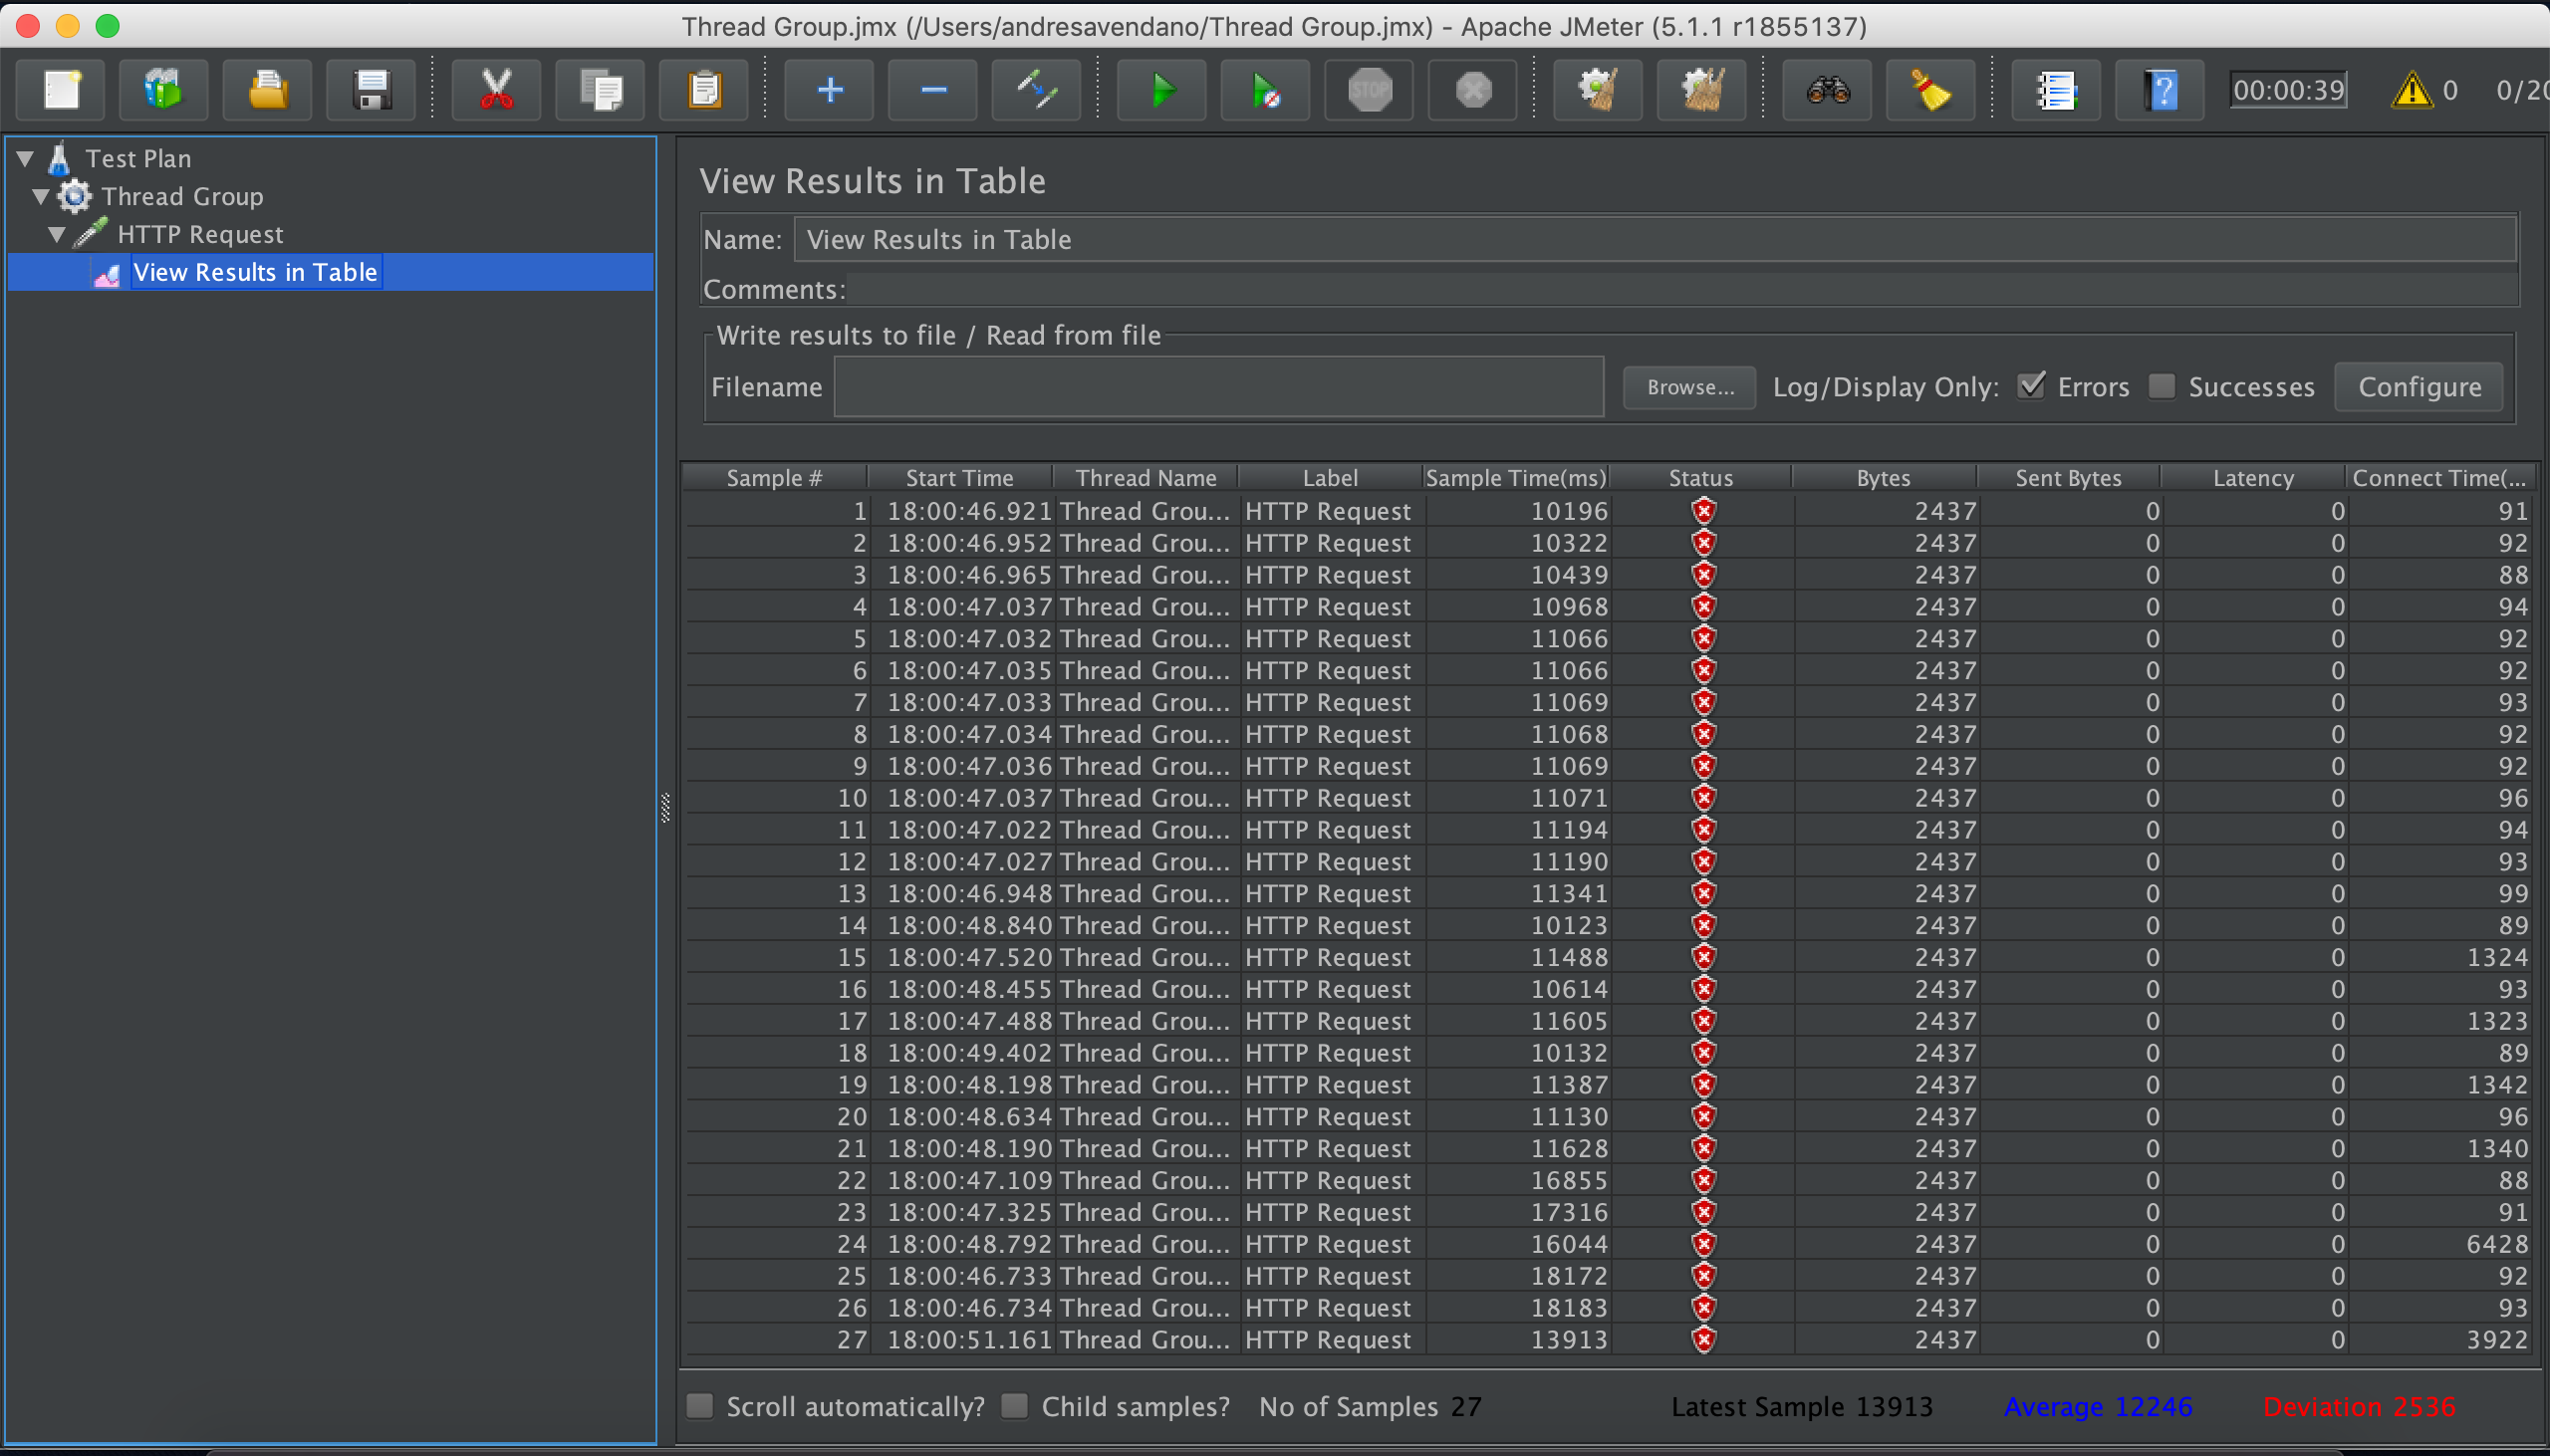 Thread Group.jmx (/Users/andresavendano/Thread Group.jmx) - Apache JMeter (5.1.1 r1855137)
STOP 00:00:39 0 0/20
Test Plan
Thread Group
HTTP Request
View Results in Table
View Results in Table
Name: View Results in Table
Comments:
Write results to file / Read from file
Filename Browse... Log/Display Only: Errors Successes Configure
Sample # Start Time Thread Name Label Sample Time(ms) Status Bytes Sent Bytes Latency Connect Time(...
1 18:00:46.921 Thread Grou... HTTP Request 10196 2437 0 0 91
2 18:00:46.952 Thread Grou... HTTP Request 10322 2437 0 0 92
3 18:00:46.965 Thread Grou... HTTP Request 10439 2437 0 0 88
4 18:00:47.037 Thread Grou... HTTP Request 10968 2437 0 0 94
5 18:00:47.032 Thread Grou... HTTP Request 11066 2437 0 0 92
6 18:00:47.035 Thread Grou... HTTP Request 11066 2437 0 0 92
7 18:00:47.033 Thread Grou... HTTP Request 11069 2437 0 0 93
8 18:00:47.034 Thread Grou... HTTP Request 11068 2437 0 0 92
9 18:00:47.036 Thread Grou... HTTP Request 11069 2437 0 0 92
10 18:00:47.037 Thread Grou... HTTP Request 11071 2437 0 0 96
11 18:00:47.022 Thread Grou... HTTP Request 11194 2437 0 0 94
12 18:00:47.027 Thread Grou... HTTP Request 11190 2437 0 0 93
13 18:00:46.948 Thread Grou... HTTP Request 11341 2437 0 0 99
14 18:00:48.840 Thread Grou... HTTP Request 10123 2437 0 0 89
15 18:00:47.520 Thread Grou... HTTP Request 11488 2437 0 0 1324
16 18:00:48.455 Thread Grou... HTTP Request 10614 2437 0 0 93
17 18:00:47.488 Thread Grou... HTTP Request 11605 2437 0 0 1323
18 18:00:49.402 Thread Grou... HTTP Request 10132 2437 0 0 89
19 18:00:48.198 Thread Grou... HTTP Request 11387 2437 0 0 1342
20 18:00:48.634 Thread Grou... HTTP Request 11130 2437 0 0 96
21 18:00:48.190 Thread Grou... HTTP Request 11628 2437 0 0 1340
22 18:00:47.109 Thread Grou... HTTP Request 16855 2437 0 0 88
23 18:00:47.325 Thread Grou... HTTP Request 17316 2437 0 0 91
24 18:00:48.792 Thread Grou... HTTP Request 16044 2437 0 0 6428
25 18:00:46.733 Thread Grou... HTTP Request 18172 2437 0 0 92
26 18:00:46.734 Thread Grou... HTTP Request 18183 2437 0 0 93
27 18:00:51.161 Thread Grou... HTTP Request 13913 2437 0 0 3922
Scroll automatically? Child samples? No of Samples 27 Latest Sample 13913 Average 12246 Deviation 2536